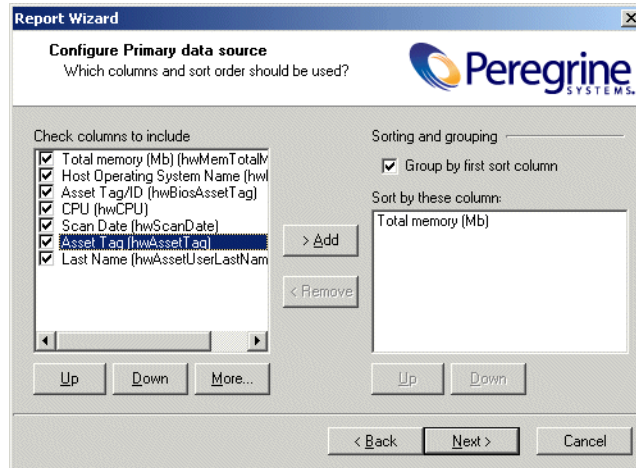 Report Wizard
Configure Primary data source
Which columns and sort order should be used?
Peregrine
SYSTEMS.
Check columns to include
Total memory (Mb) (hwMemTotalM
Host Operating System Name (hwI
Asset Tag/ID (hwBiosAssetTag)
CPU (hwCPU)
Scan Date (hwScanDate)
Asset Tag (hwAssetTag)
Last Name (hwAssetUserLastNam
Up
Down
More...
> Add
< Remove
Sorting and grouping
Group by first sort column
Sort by these column:
Total memory (Mb)
Up
Down
< Back
Next >
Cancel